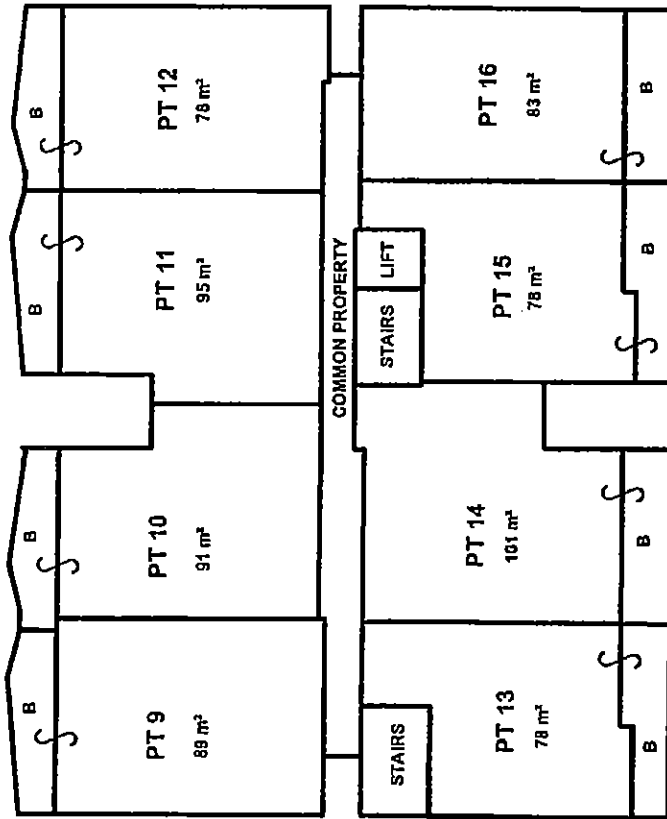 B
B
B
B
PT 9
89 m²
PT 10
91 m²
PT 11
95 m²
PT 12
78 m²
COMMON PROPERTY
STAIRS
STAIRS
LIFT
PT 13
78 m²
PT 14
101 m²
PT 15
78 m²
PT 16
83 m²
B
B
B
B